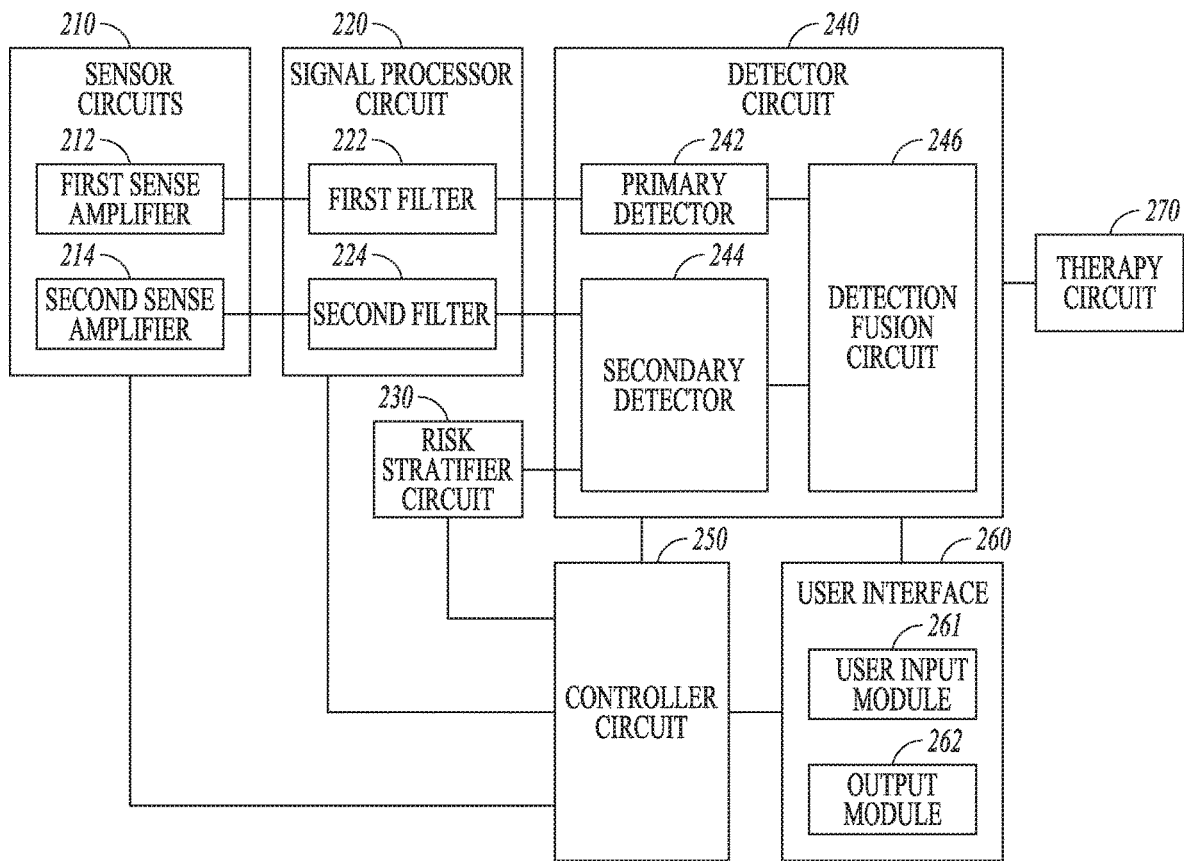 210
SENSOR
CIRCUITS
212
FIRST SENSE
AMPLIFIER
214
SECOND SENSE
AMPLIFIER
220
SIGNAL PROCESSOR
CIRCUIT
222
FIRST FILTER
224
SECOND FILTER
230
RISK
STRATIFIER
CIRCUIT
240
DETECTOR
CIRCUIT
242
PRIMARY
DETECTOR
244
SECONDARY
DETECTOR
246
DETECTION
FUSION
CIRCUIT
270
THERAPY
CIRCUIT
250
CONTROLLER
CIRCUIT
260
USER INTERFACE
261
USER INPUT
MODULE
262
OUTPUT
MODULE